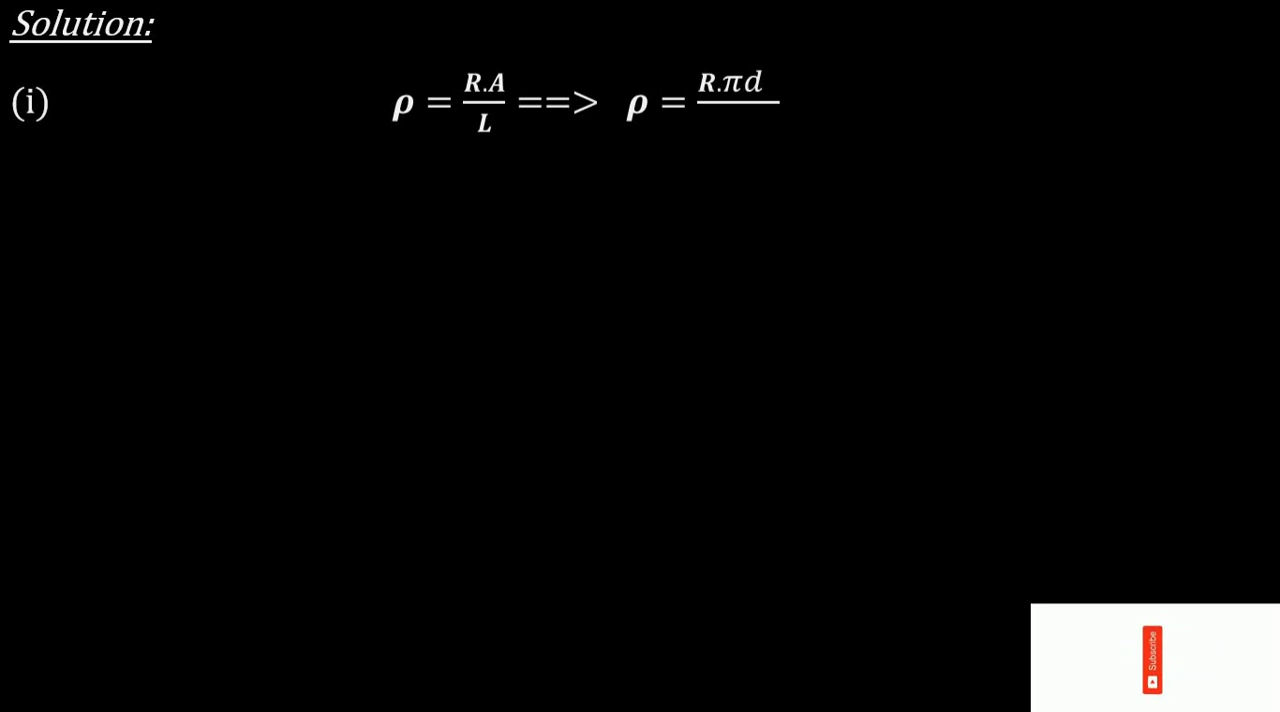 Solution:
(i) ρ = R.A/L ==> ρ = R.πd/
Subscribe